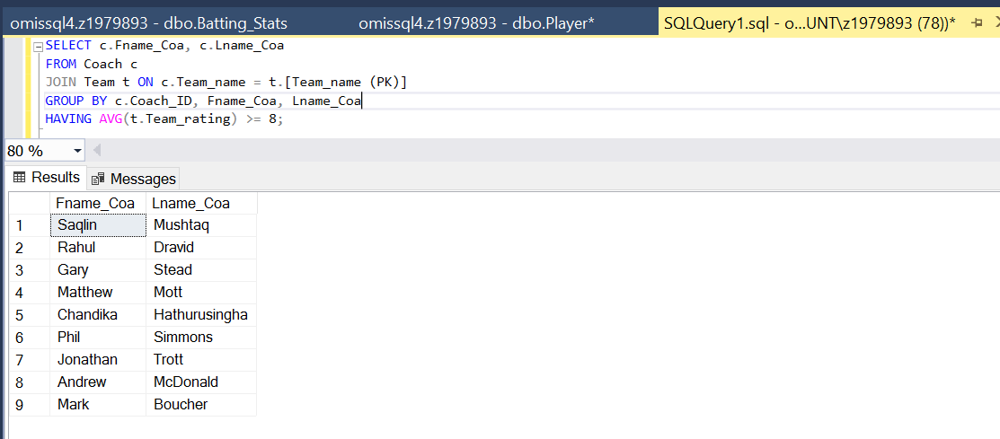 omissql4.z1979893 - dbo.Batting_Stats omissql4.z1979893 - dbo.Player* SQLQuery1.sql - o...UNT\z1979893 (78))*
SELECT c.Fname_Coa, c.Lname_Coa
FROM Coach c
JOIN Team t ON c.Team_name = t.[Team_name (PK)]
GROUP BY c.Coach_ID, Fname_Coa, Lname_Coa
HAVING AVG(t.Team_rating) >= 8;
80 %
Results Messages
Fname_Coa Lname_Coa
1 Saqlin Mushtaq
2 Rahul Dravid
3 Gary Stead
4 Matthew Mott
5 Chandika Hathurusingha
6 Phil Simmons
7 Jonathan Trott
8 Andrew McDonald
9 Mark Boucher